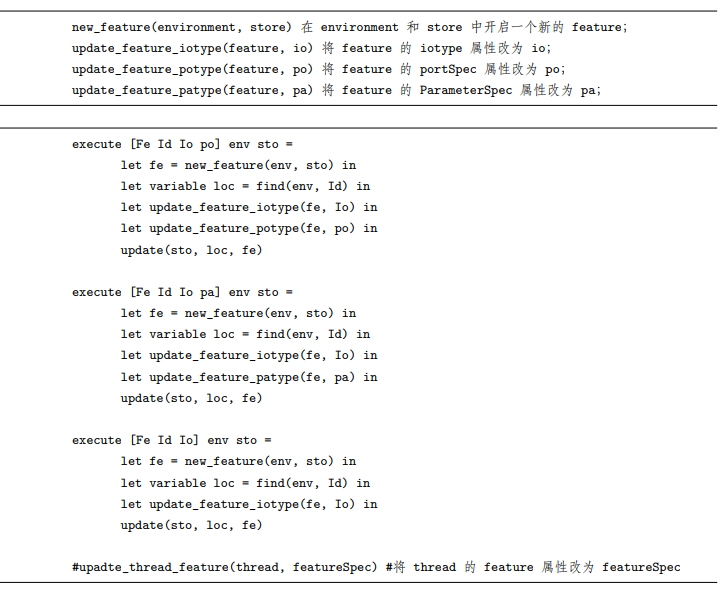 new_feature(environment, store) 在 environment 和 store 中开启一个新的 feature;
update_feature_iotype(feature, io) 将 feature 的 iotype 属性改为 io;
update_feature_potype(feature, po) 将 feature 的 portSpec 属性改为 po;
update_feature_patype(feature, pa) 将 feature 的 ParameterSpec 属性改为 pa;
execute [Fe Id Io po] env sto =
let fe = new_feature(env, sto) in
let variable loc = find(env, Id) in
let update_feature_iotype(fe, Io) in
let update_feature_potype(fe, po) in
update(sto, loc, fe)
execute [Fe Id Io pa] env sto =
let fe = new_feature(env, sto) in
let variable loc = find(env, Id) in
let update_feature_iotype(fe, Io) in
let update_feature_patype(fe, pa) in
update(sto, loc, fe)
execute [Fe Id Io] env sto =
let fe = new_feature(env, sto) in
let variable loc = find(env, Id) in
let update_feature_iotype(fe, Io) in
update(sto, loc, fe)
#upadte_thread_feature(thread, featureSpec) #将 thread 的 feature 属性改为 featureSpec